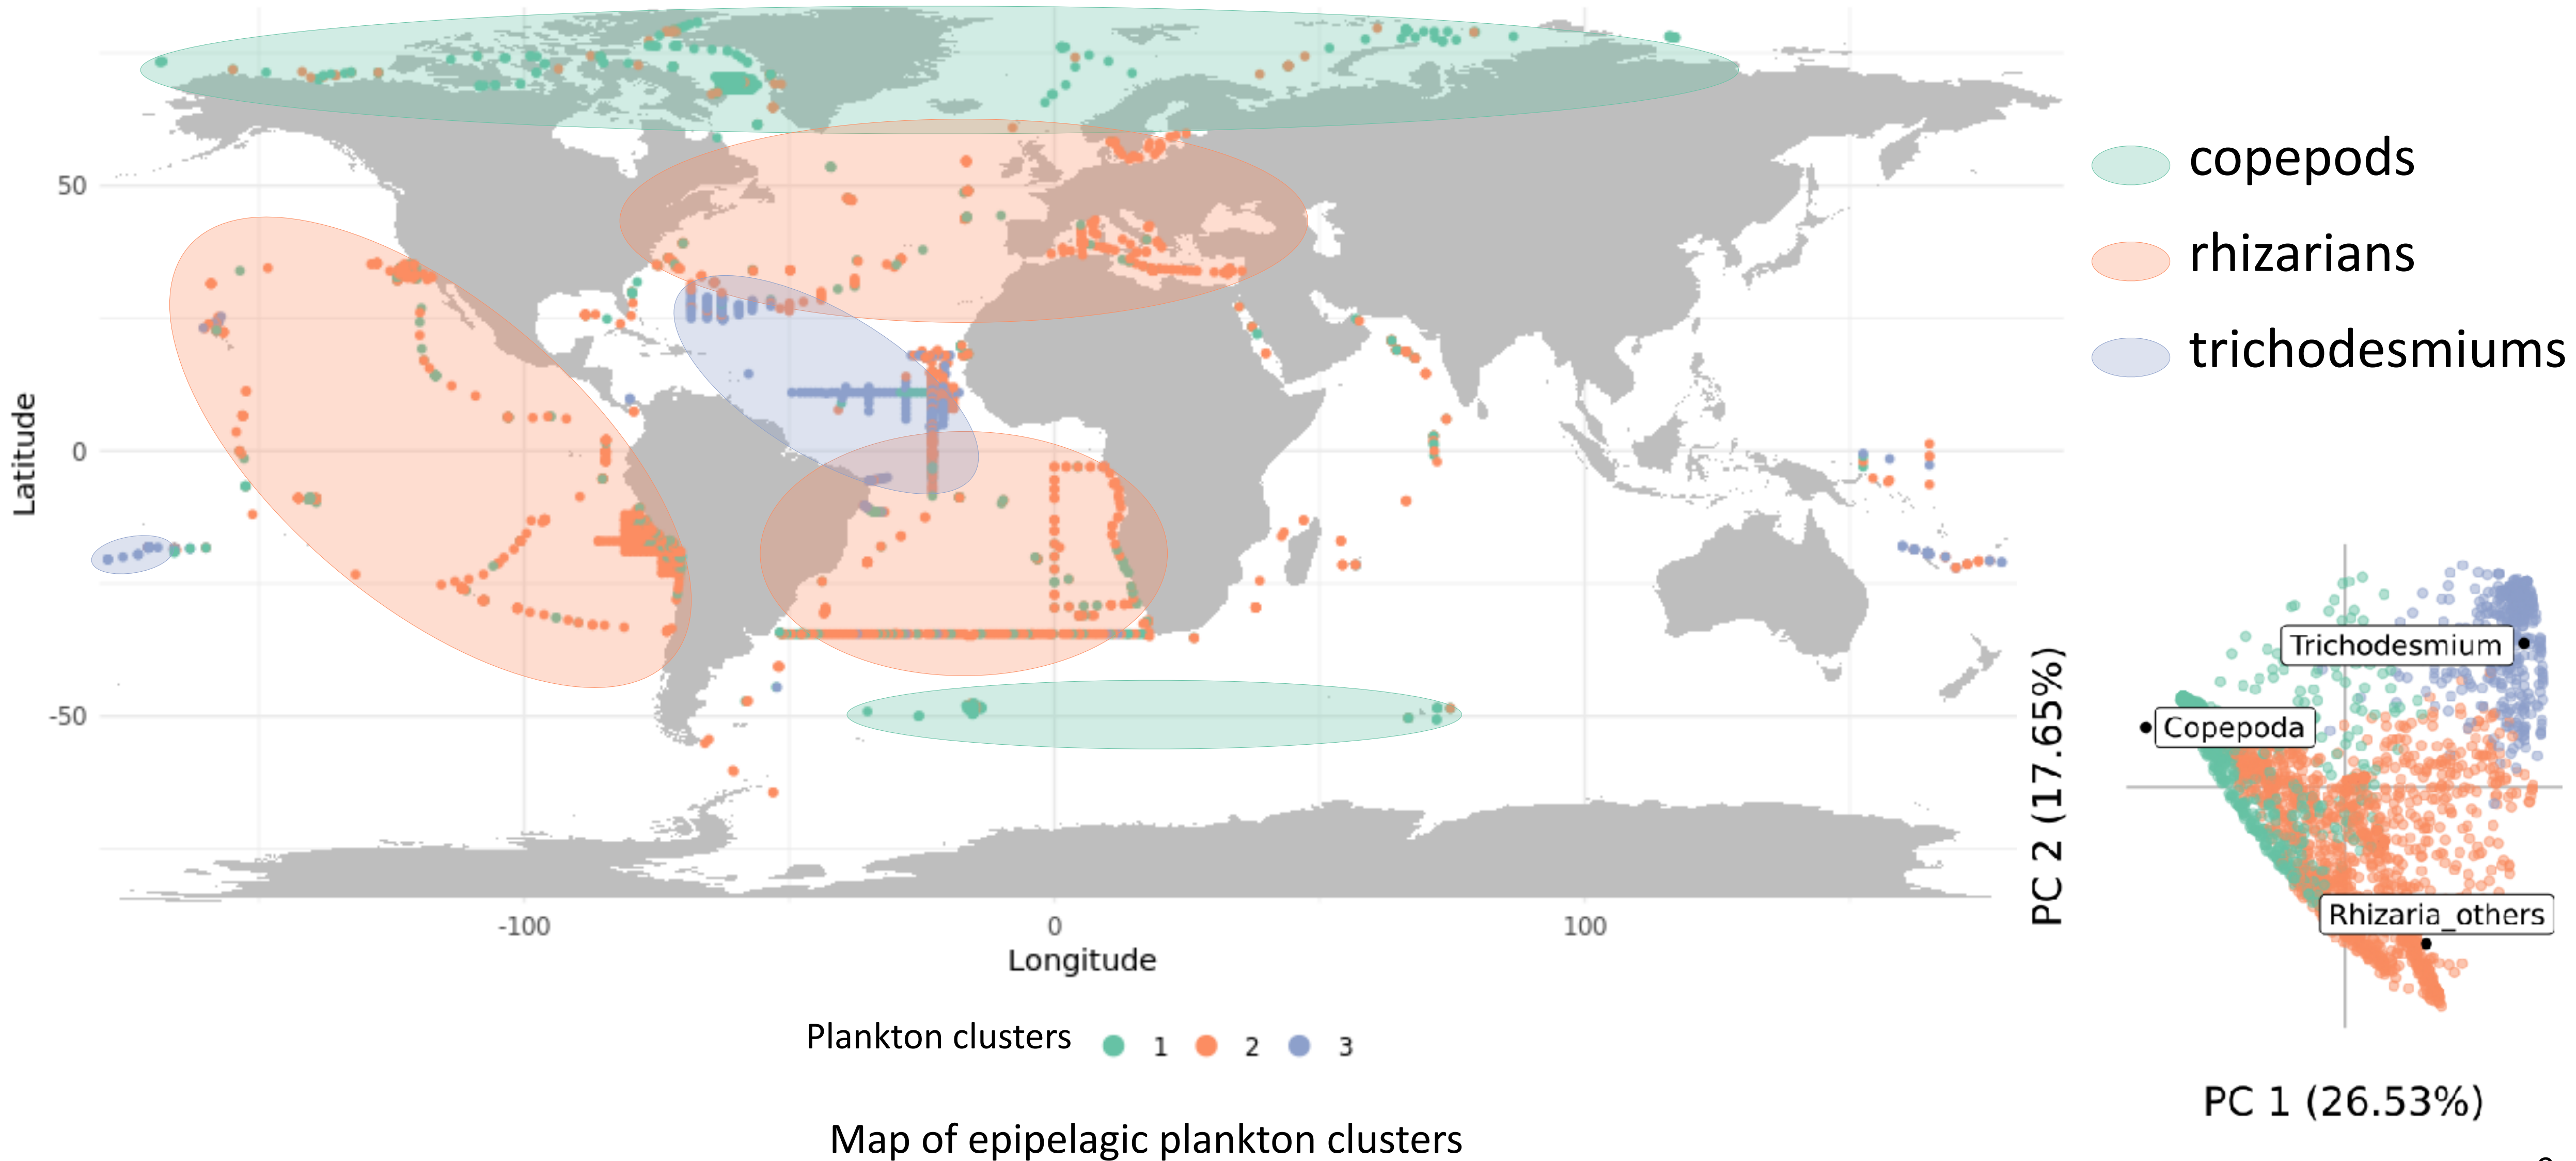 50
0
-50
Latitude
-100
0
100
Longitude
Plankton clusters 1 2 3
Map of epipelagic plankton clusters
copepods
rhizarians
trichodesmiums
Trichodesmium
Copepoda
Rhizaria_others
PC 2 (17.65%)
PC 1 (26.53%)